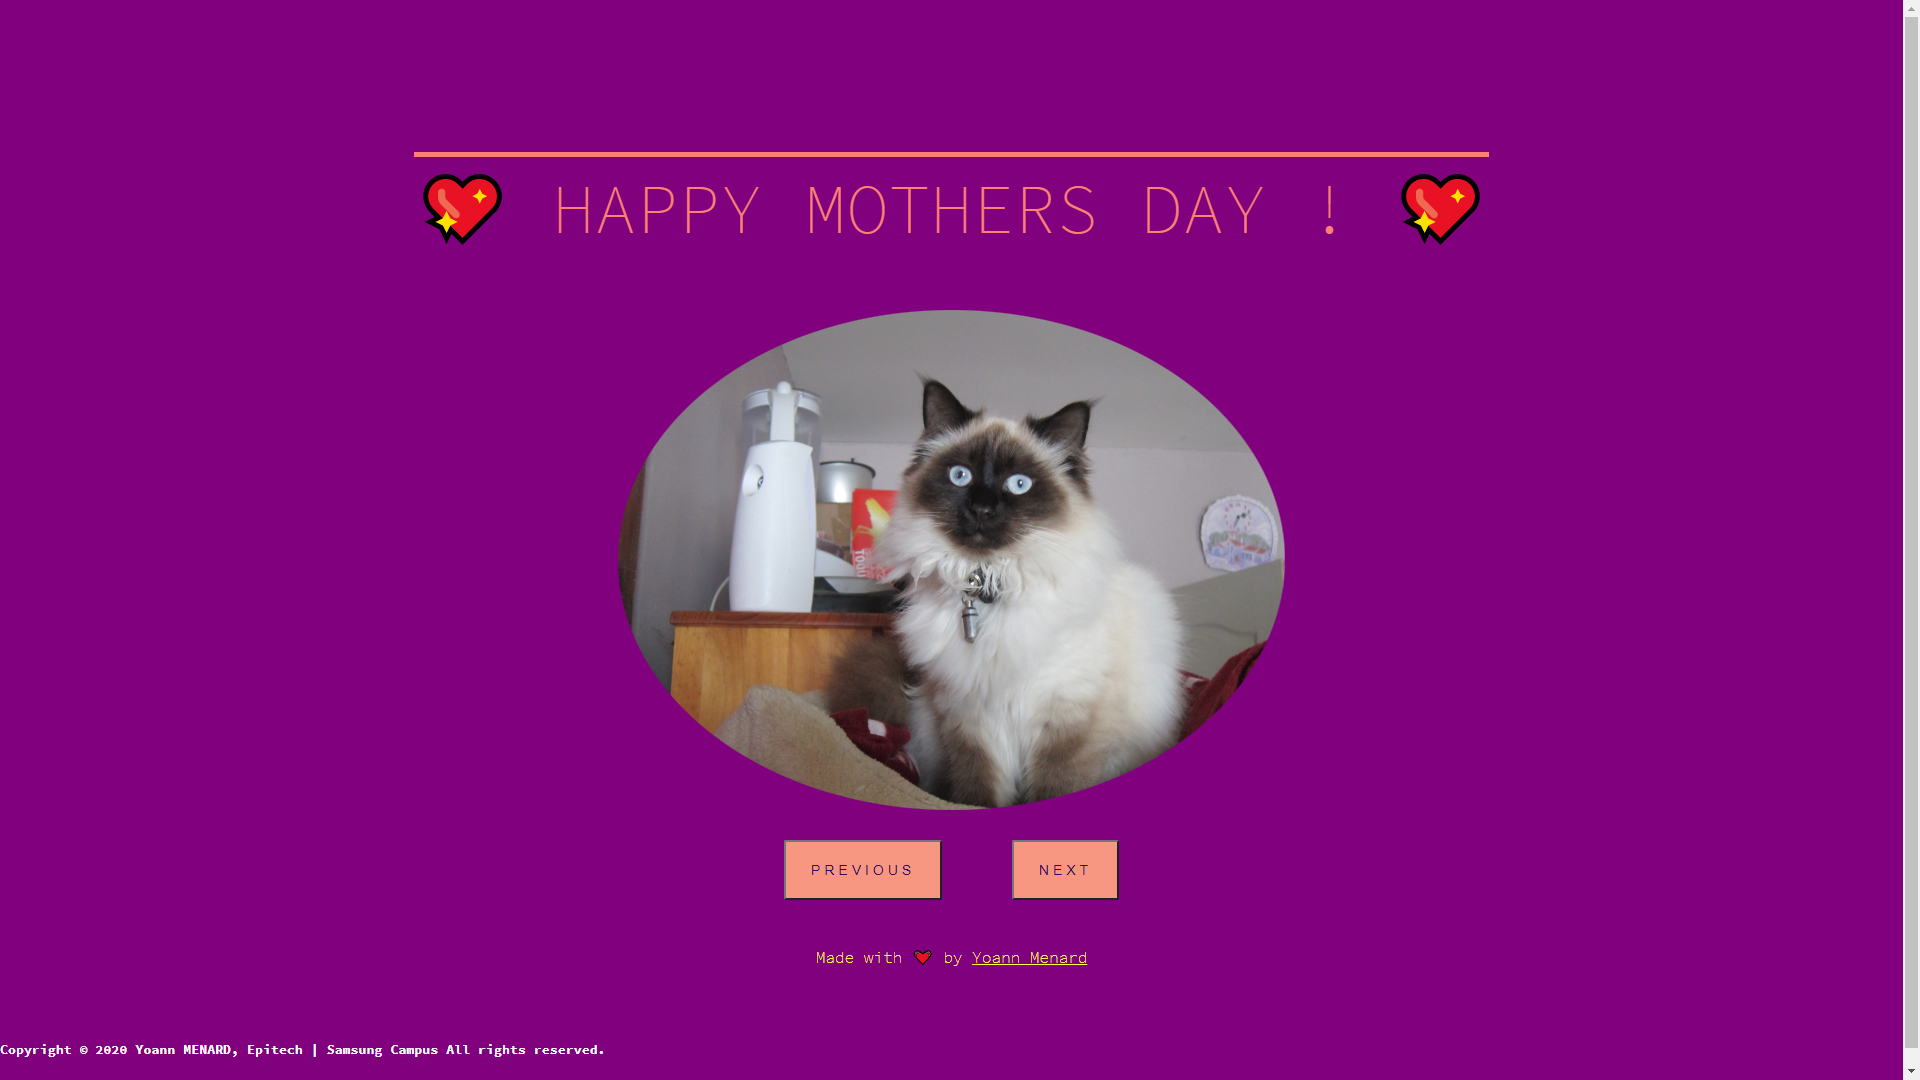 💖 HAPPY MOTHERS DAY ! 💖
PREVIOUS
NEXT
Made with ❤ by Yoann Menard
Copyright © 2020 Yoann MENARD, Epitech | Samsung Campus All rights reserved.